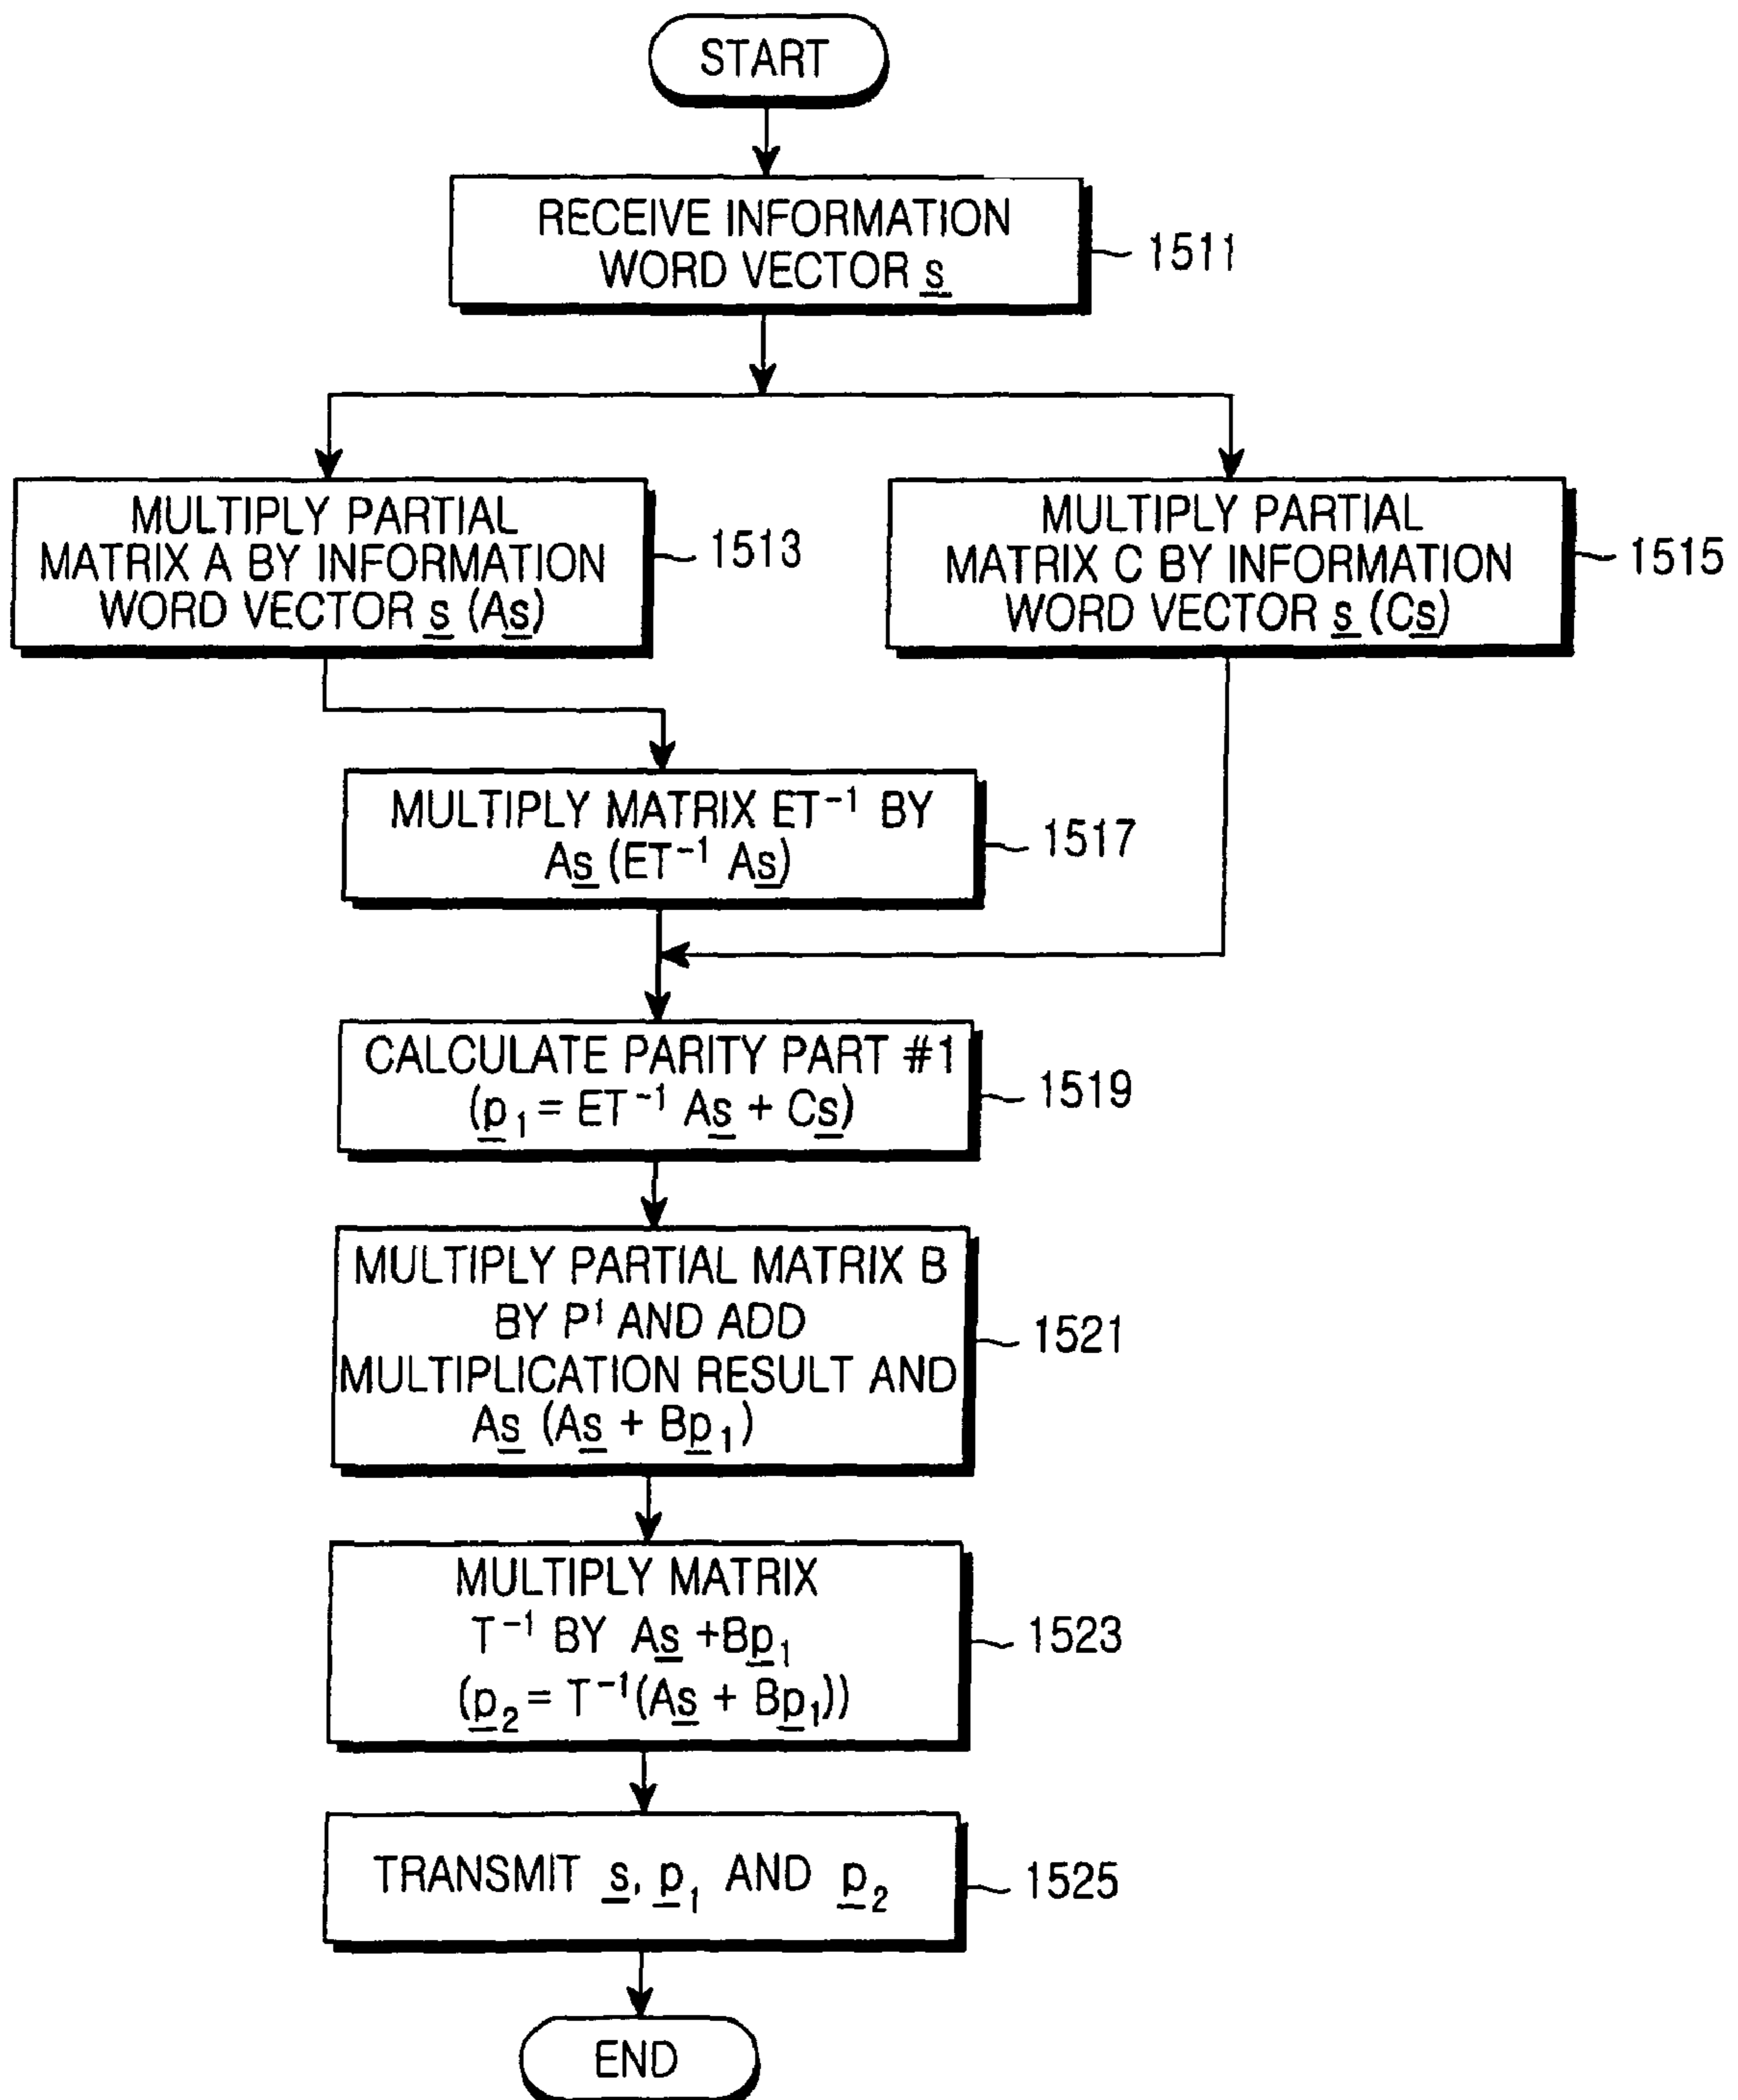 START
RECEIVE INFORMATION
WORD VECTOR s
1511
MULTIPLY PARTIAL
MATRIX A BY INFORMATION
WORD VECTOR s (As)
1513
MULTIPLY PARTIAL
MATRIX C BY INFORMATION
WORD VECTOR s (Cs)
1515
MULTIPLY MATRIX ET⁻¹ BY
As (ET⁻¹ As)
1517
CALCULATE PARITY PART #1
(p₁ = ET⁻¹ As + Cs)
1519
MULTIPLY PARTIAL MATRIX B
BY P¹ AND ADD
MULTIPLICATION RESULT AND
As (As + Bp₁)
1521
MULTIPLY MATRIX
T⁻¹ BY As +Bp₁
(p₂ = T⁻¹(As + Bp₁))
1523
TRANSMIT s, p₁ AND p₂
1525
END